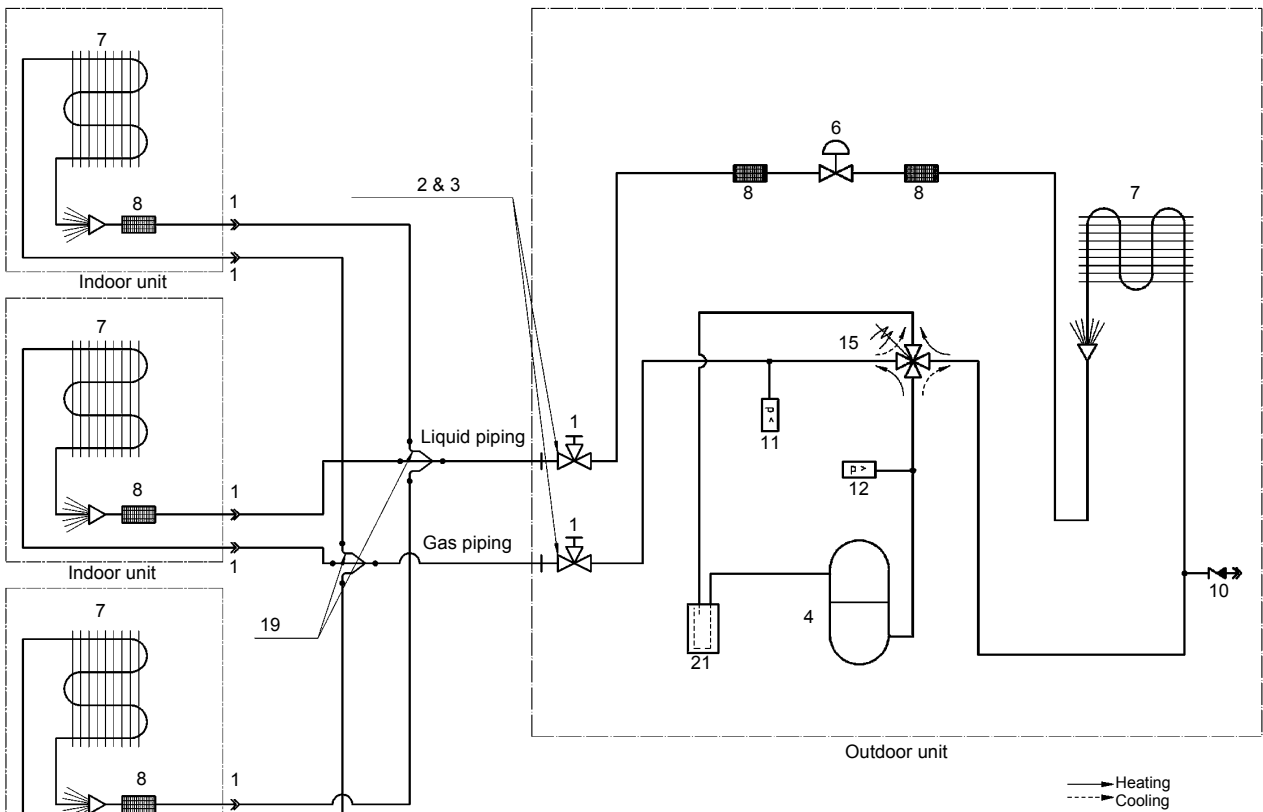 7
8
1
1
Indoor unit
7
8
1
1
Indoor unit
7
8
1
2 & 3
Liquid piping
Gas piping
19
1
1
6
8
8
7
15
11
12
4
21
10
Outdoor unit
Heating
Cooling
p <
p <